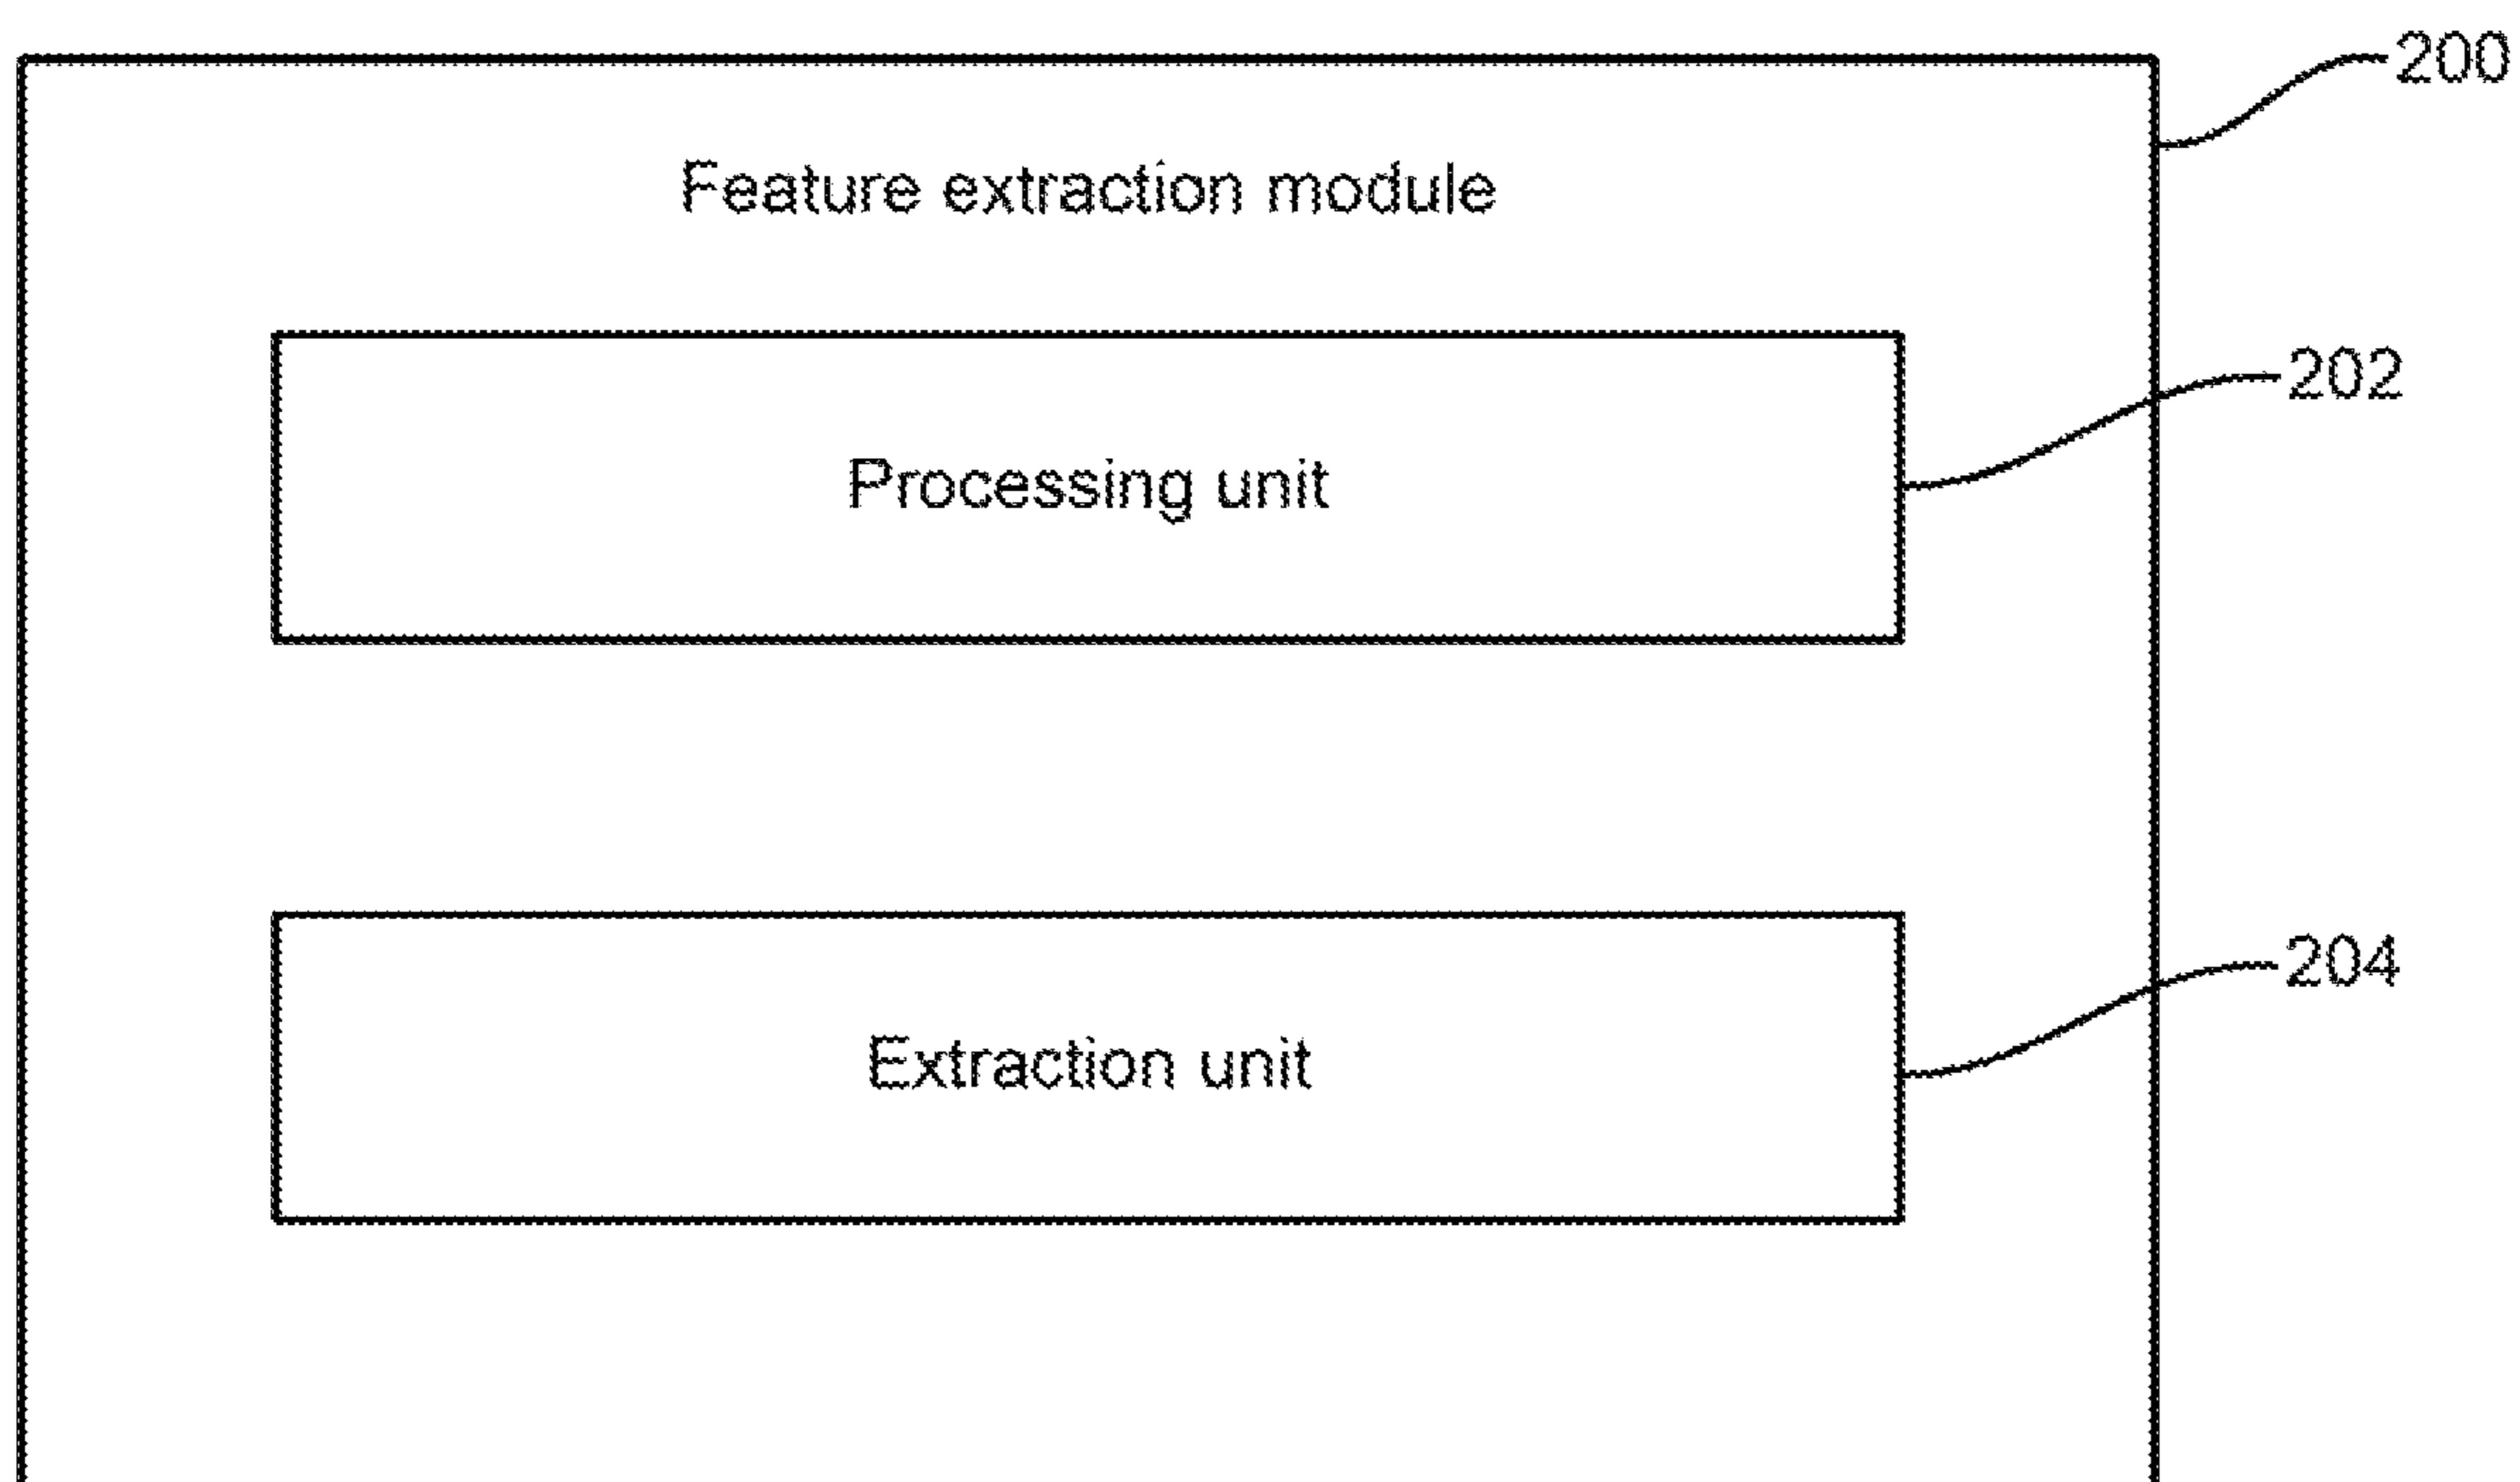 200
Feature extraction module
202
Processing unit
204
Extraction unit